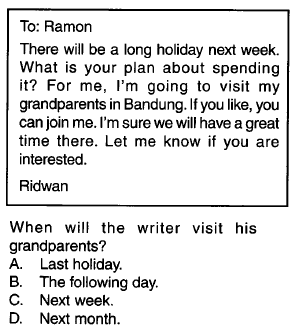 To: Ramon
There will be a long holiday next week.
What is your plan about spending
it? For me, I'm going to visit my
grandparents in Bandung. If you like, you
can join me. I'm sure we will have a great
time there. Let me know if you are
interested.
Ridwan
When will the writer visit his
grandparents?
A. Last holiday.
B. The following day.
C. Next week.
D. Next month.